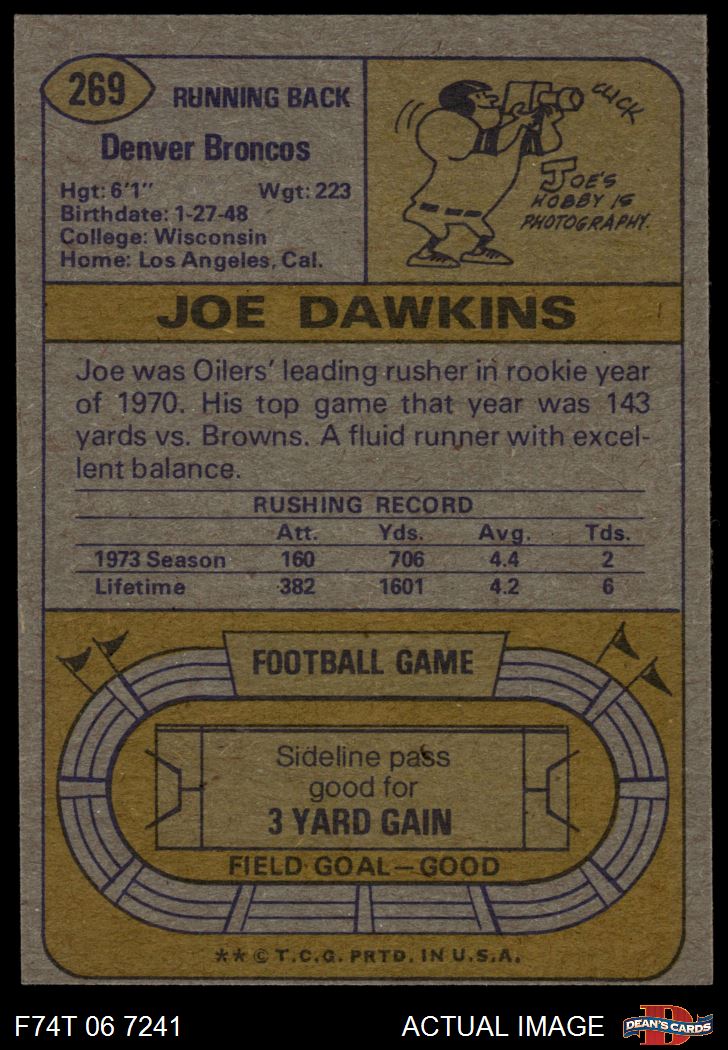 269
RUNNING BACK
Denver Broncos
Hgt: 6'1" Wgt: 223
Birthdate: 1-27-48
College: Wisconsin
Home: Los Angeles, Cal.
CLICK
JOE'S
HOBBY IS
PHOTOGRAPHY.
JOE DAWKINS
Joe was Oilers' leading rusher in rookie year
of 1970. His top game that year was 143
yards vs. Browns. A fluid runner with excel-
lent balance.
RUSHING RECORD
Att. Yds. Avg. Tds.
1973 Season 160 706 4.4 2
Lifetime 382 1601 4.2 6
FOOTBALL GAME
Sideline pass
good for
3 YARD GAIN
FIELD GOAL—GOOD
** © T.C.G. PRTD. IN U.S.A.
F74T 06 7241 ACTUAL IMAGE
D
DEAN'S CARDS